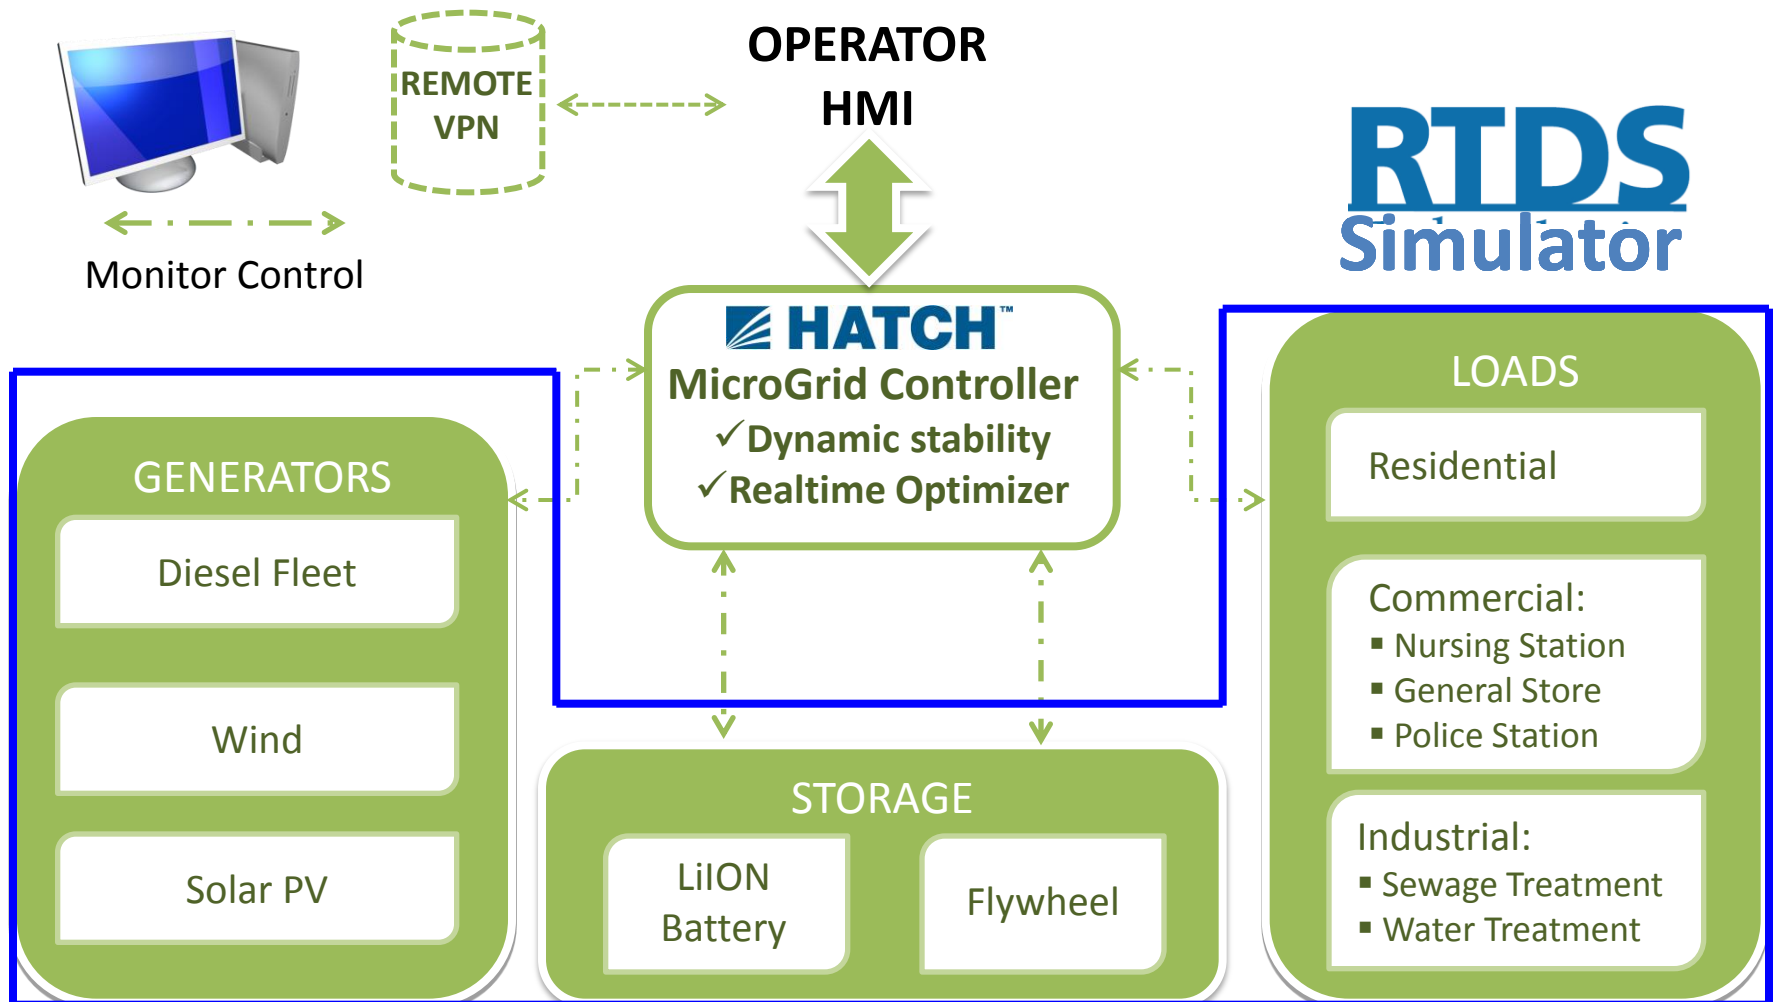 REMOTE
VPN
OPERATOR
HMI
RTDS
Simulator
Monitor Control
HATCH™
MicroGrid Controller
✓Dynamic stability
✓Realtime Optimizer
GENERATORS
Diesel Fleet
Wind
Solar PV
STORAGE
LiION
Battery
Flywheel
LOADS
Residential
Commercial:
▪ Nursing Station
▪ General Store
▪ Police Station
Industrial:
▪ Sewage Treatment
▪ Water Treatment